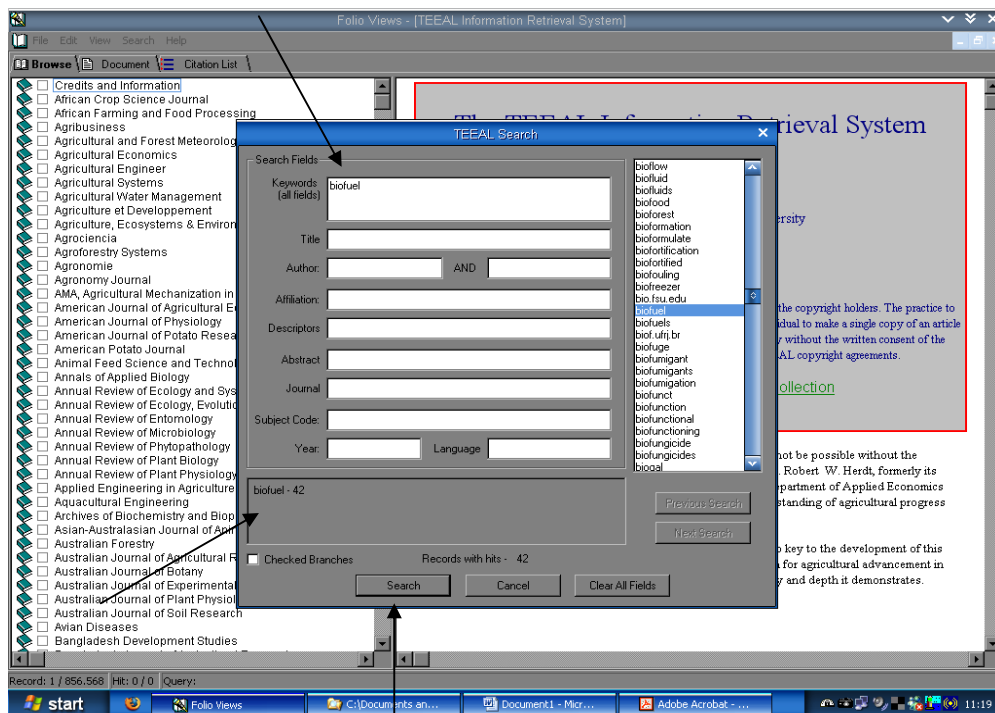 Folio Views - [TEEAL Information Retrieval System]
File Edit View Search Help
Browse Document Citation List
Credits and Information
African Crop Science Journal
African Farming and Food Processing
Agribusiness
Agricultural and Forest Meteorolog
Agricultural Economics
Agricultural Engineer
Agricultural Systems
Agricultural Water Management
Agriculture et Developpement
Agriculture, Ecosystems & Environ
Agrociencia
Agroforestry Systems
Agronomie
Agronomy Journal
AMA, Agricultural Mechanization in
American Journal of Agricultural E
American Journal of Physiology
American Journal of Potato Resea
American Potato Journal
Animal Feed Science and Technol
Annals of Applied Biology
Annual Review of Ecology and Sys
Annual Review of Ecology, Evolutio
Annual Review of Entomology
Annual Review of Microbiology
Annual Review of Phytopathology
Annual Review of Plant Biology
Annual Review of Plant Physiology
Applied Engineering in Agriculture
Aquacultural Engineering
Archives of Biochemistry and Biop
Asian-Australasian Journal of Anim
Australian Forestry
Australian Journal of Agricultural R
Australian Journal of Botany
Australian Journal of Experimental
Australian Journal of Plant Physiol
Australian Journal of Soil Research
Avian Diseases
Bangladesh Development Studies
TEEAL Search
Search Fields
Keywords
(all fields)
biofuel
Title
Author: AND
Affiliation:
Descriptors
Abstract
Journal
Subject Code:
Year: Language
bioflow
biofluid
biofluids
biofood
bioforest
bioformation
bioformulate
biofortification
biofortified
biofouling
biofreezer
bio.fsu.edu
biofuel
biofuels
biof.ufrj.br
biofuge
biofumigant
biofumigants
biofumigation
biofunct
biofunction
biofunctional
biofunctioning
biofungicide
biofungicides
biogal
biofuel - 42
Previous Search
Next Search
Checked Branches Records with hits - 42
Search Cancel Clear All Fields
The TEEAL Information Retrieval System
ersity
the copyright holders. The practice to
idual to make a single copy of an article
y without the written consent of the
AL copyright agreements.
ollection
not be possible without the
. Robert W. Herdt, formerly its
partment of Applied Economics
standing of agricultural progress
key to the development of this
for agricultural advancement in
y and depth it demonstrates.
Record: 1 / 856.568 Hit: 0 / 0 Query:
start Folio Views C:\Documents an... Document1 - Micr... Adobe Acrobat - ... 11:19